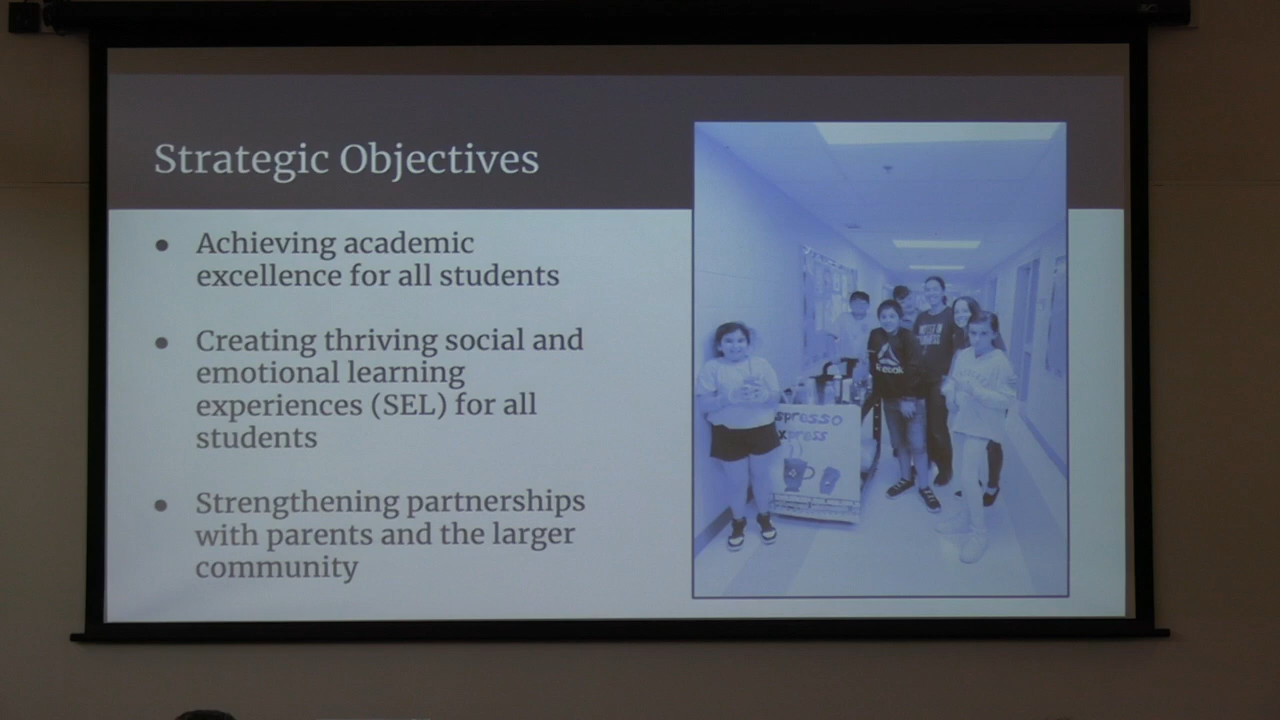 Strategic Objectives
● Achieving academic
excellence for all students
● Creating thriving social and
emotional learning
experiences (SEL) for all
students
● Strengthening partnerships
with parents and the larger
community
spresso
xpress